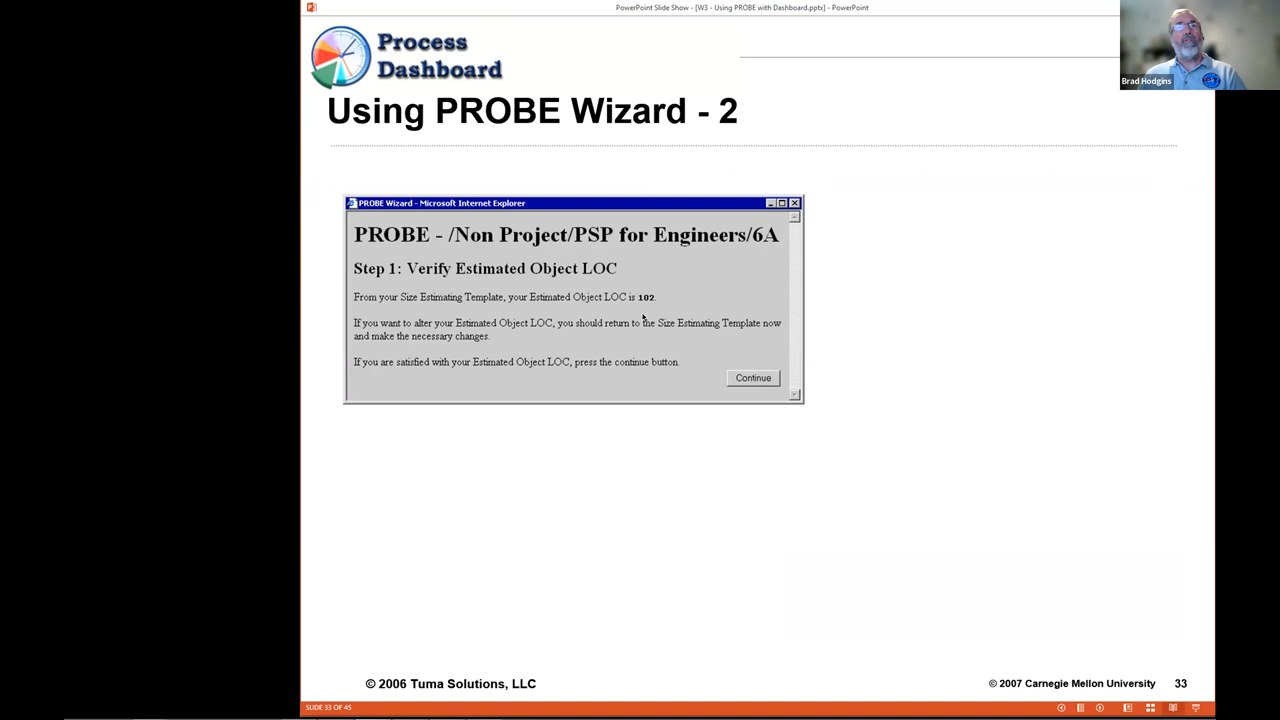 PowerPoint Slide Show - [W3 - Using PROBE with Dashboard.pptx] - PowerPoint
Process
Dashboard
Brad Hodgins
Using PROBE Wizard - 2
PROBE Wizard - Microsoft Internet Explorer
PROBE - /Non Project/PSP for Engineers/6A
Step 1: Verify Estimated Object LOC
From your Size Estimating Template, your Estimated Object LOC is 102.
If you want to alter your Estimated Object LOC, you should return to the Size Estimating Template now
and make the necessary changes.
If you are satisfied with your Estimated Object LOC, press the continue button.
Continue
© 2006 Tuma Solutions, LLC
© 2007 Carnegie Mellon University 33
SLIDE 33 OF 45